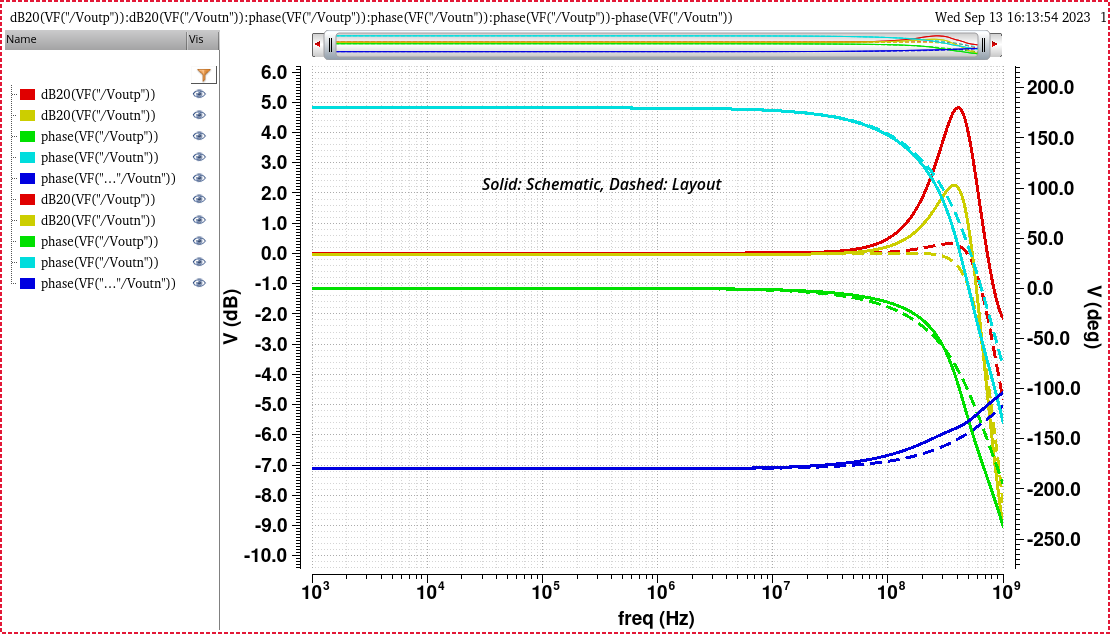 dB20(VF("/Voutp")):dB20(VF("/Voutn")):phase(VF("/Voutp")):phase(VF("/Voutn")):phase(VF("/Voutp"))-phase(VF("/Voutn")) Wed Sep 13 16:13:54 2023 1
Name Vis
dB20(VF("/Voutp"))
dB20(VF("/Voutn"))
phase(VF("/Voutp"))
phase(VF("/Voutn"))
phase(VF("..."/Voutn"))
dB20(VF("/Voutp"))
dB20(VF("/Voutn"))
phase(VF("/Voutp"))
phase(VF("/Voutn"))
phase(VF("..."/Voutn"))
V (dB)
6.0
5.0
4.0
3.0
2.0
1.0
0.0
-1.0
-2.0
-3.0
-4.0
-5.0
-6.0
-7.0
-8.0
-9.0
-10.0
Solid: Schematic, Dashed: Layout
200.0
150.0
100.0
50.0
0.0
-50.0
-100.0
-150.0
-200.0
-250.0
V (deg)
10³ 10⁴ 10⁵ 10⁶ 10⁷ 10⁸ 10⁹
freq (Hz)